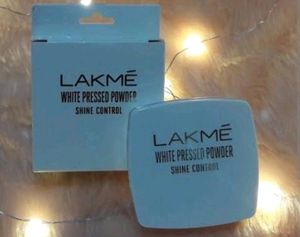 LAKMÉ
WHITE PRESSED POWDER
SHINE CONTROL
LAKMÉ
WHITE PRESSED POWDER
SHINE CONTROL